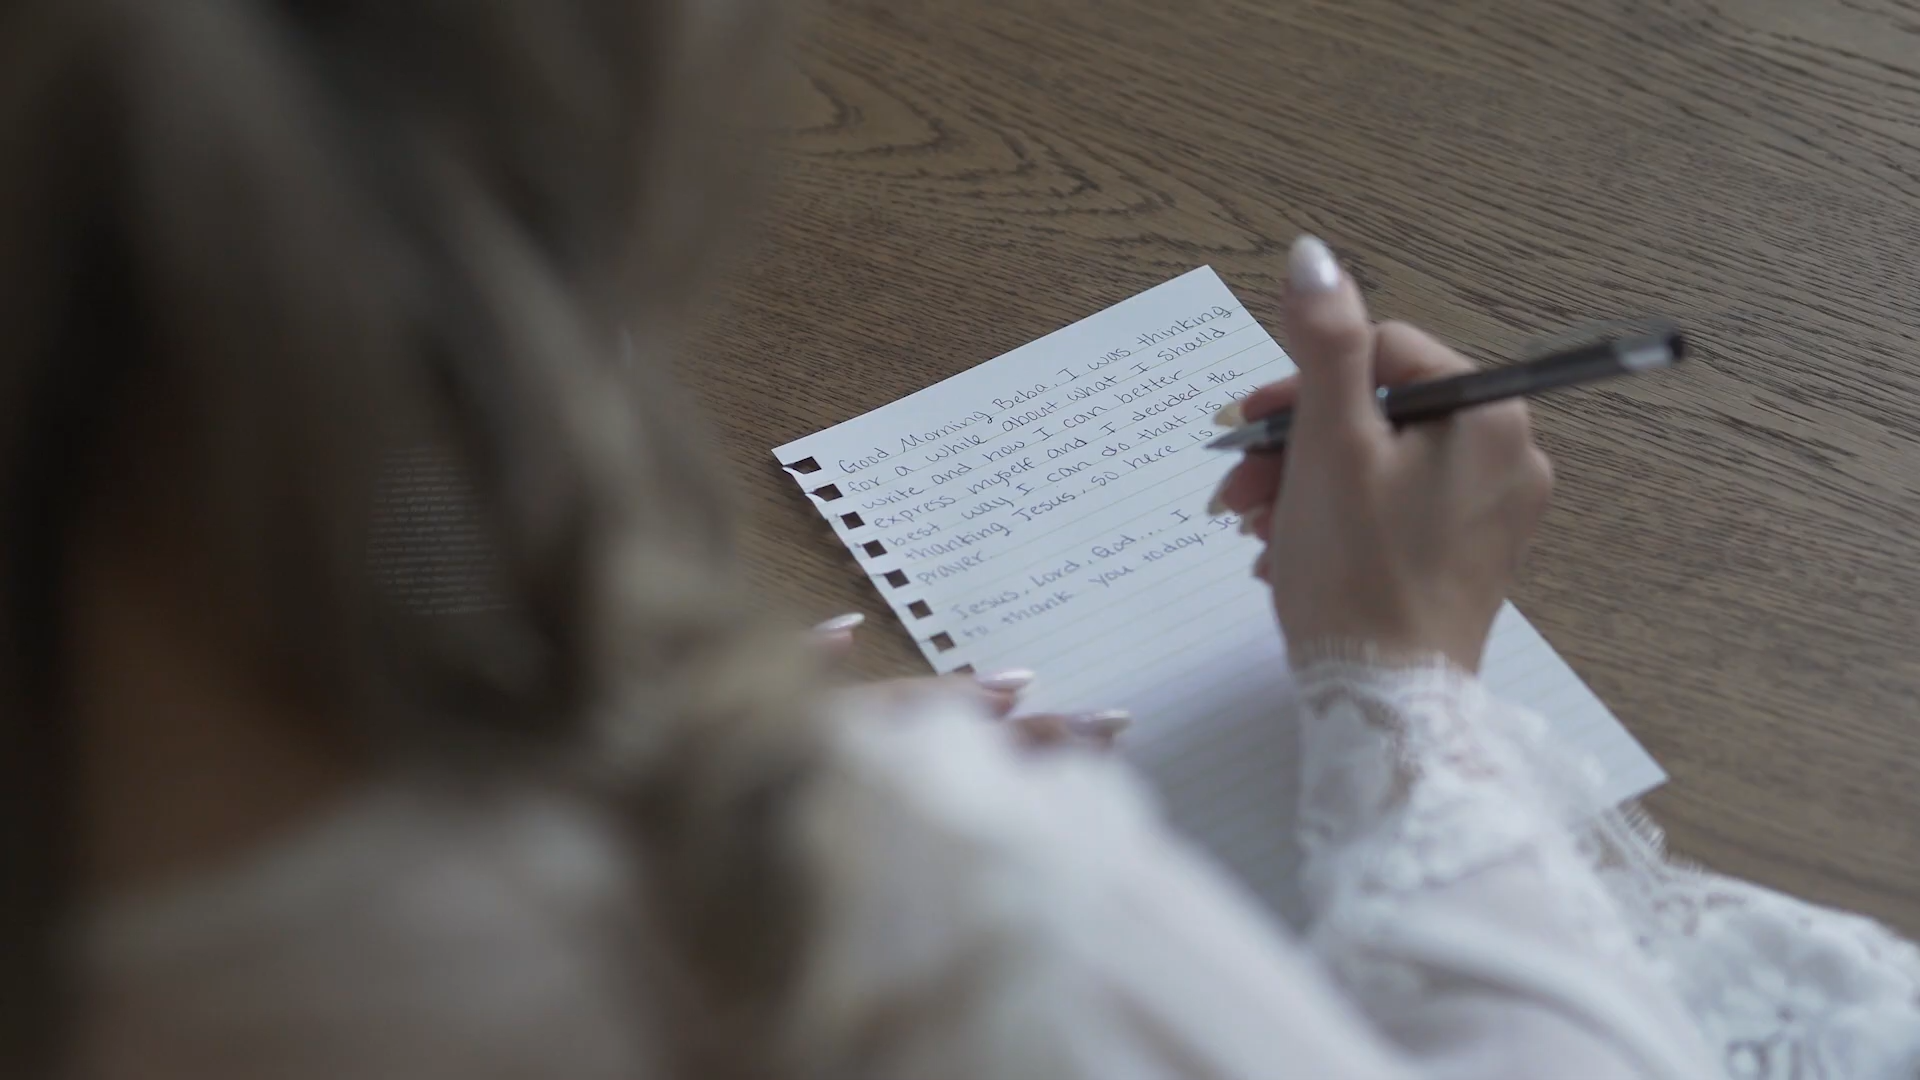 Good Morning Beba, I was thinking
for a while about what I should
write and how I can better
express myself and I decided the
best way I can do that is by
thanking Jesus, so here is
prayer.
Jesus, Lord, God... I
to thank you today. Je